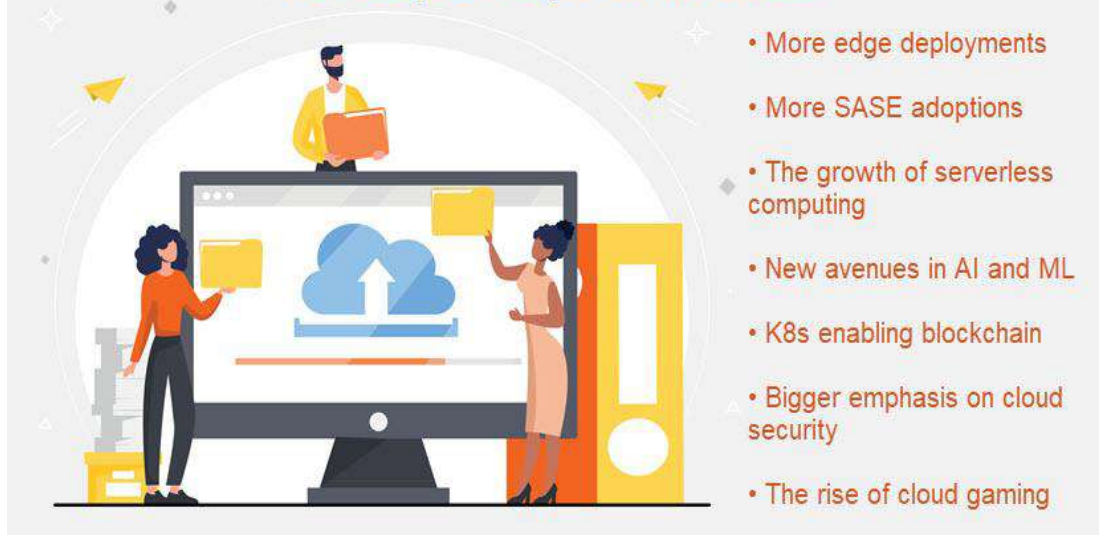 • More edge deployments
• More SASE adoptions
• The growth of serverless
computing
• New avenues in AI and ML
• K8s enabling blockchain
• Bigger emphasis on cloud
security
• The rise of cloud gaming